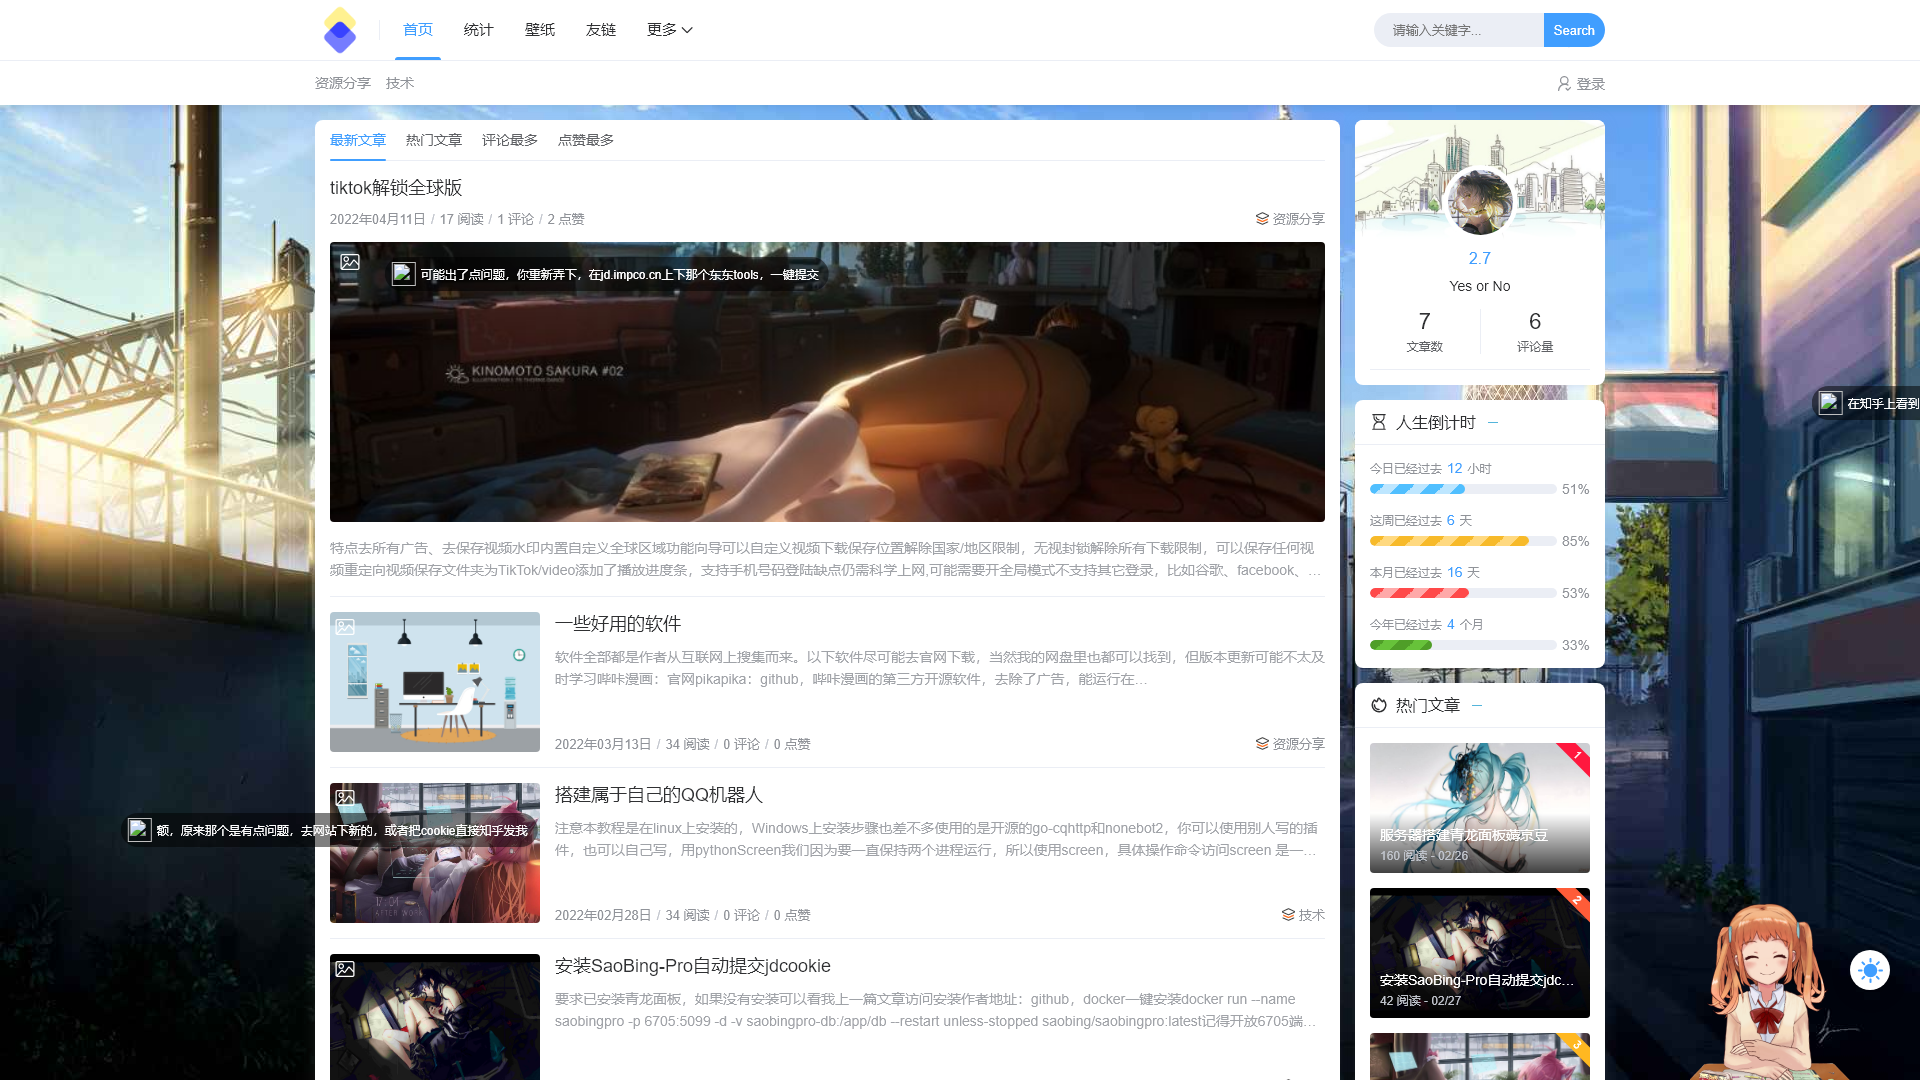 首页 统计 壁纸 友链 更多
请输入关键字...
Search
资源分享 技术
登录
最新文章 热门文章 评论最多 点赞最多
tiktok解锁全球版
2022年04月11日 / 17 阅读 / 1 评论 / 2 点赞
资源分享
可能出了点问题，你重新弄下，在jd.impco.cn上下那个东东tools，一键提交
KINOMOTO SAKURA #02
特点去所有广告、去保存视频水印内置自定义全球区域功能向导可以自定义视频下载保存位置解除国家/地区限制，无视封锁解除所有下载限制，可以保存任何视
频重定向视频保存文件夹为TikTok/video添加了播放进度条，支持手机号码登陆缺点仍需科学上网,可能需要开全局模式不支持其它登录，比如谷歌、facebook、...
一些好用的软件
软件全部都是作者从互联网上搜集而来。以下软件尽可能去官网下载，当然我的网盘里也都可以找到，但版本更新可能不太及
时学习哔咔漫画：官网pikapika：github，哔咔漫画的第三方开源软件，去除了广告，能运行在...
2022年03月13日 / 34 阅读 / 0 评论 / 0 点赞
资源分享
搭建属于自己的QQ机器人
额，原来那个是有点问题，去网站下新的，或者把cookie直接知乎发我
注意本教程是在linux上安装的，Windows上安装步骤也差不多使用的是开源的go-cqhttp和nonebot2，你可以使用别人写的插
件，也可以自己写，用pythonScreen我们因为要一直保持两个进程运行，所以使用screen，具体操作命令访问screen 是一...
17:04
AFTER WORK
2022年02月28日 / 34 阅读 / 0 评论 / 0 点赞
技术
安装SaoBing-Pro自动提交jdcookie
要求已安装青龙面板，如果没有安装可以看我上一篇文章访问安装作者地址：github，docker一键安装docker run --name
saobingpro -p 6705:5099 -d -v saobingpro-db:/app/db --restart unless-stopped saobing/saobingpro:latest记得开放6705端...
2.7
Yes or No
7
文章数
6
评论量
在知乎上看到
人生倒计时
今日已经过去 12 小时
51%
这周已经过去 6 天
85%
本月已经过去 16 天
53%
今年已经过去 4 个月
33%
热门文章
1
服务器搭建青龙面板薅京豆
160 阅读 - 02/26
2
安装SaoBing-Pro自动提交jdc...
42 阅读 - 02/27
3